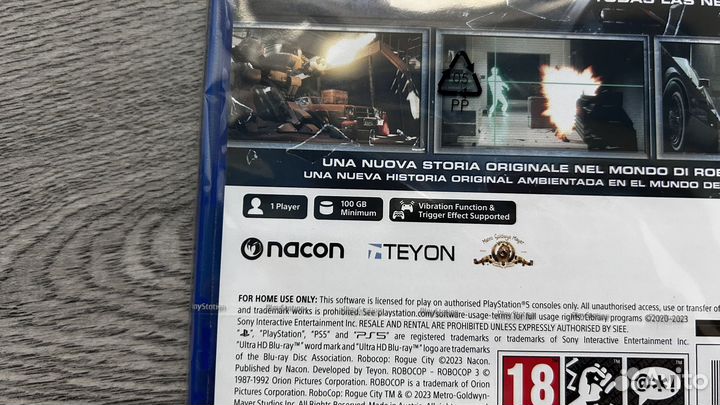 TODAS LAS NE
05
PP
UNA NUOVA STORIA ORIGINALE NEL MONDO DI ROB
UNA NUEVA HISTORIA ORIGINAL AMBIENTADA EN EL MUNDO DE
1 Player
100 GB Minimum
Vibration Function & Trigger Effect Supported
nacon
TEYON
Metro Goldwyn Mayer
FOR HOME USE ONLY: This software is licensed for play on authorised PlayStation®5 consoles only. All unauthorised access, use or transfer of
and trademark works is prohibited. See playstation.com/software-usage-terms for full usage rights. Library programs ©2020-2023
Sony Interactive Entertainment Inc. RESALE AND RENTAL ARE PROHIBITED UNLESS EXPRESSLY AUTHORISED BY SIEE.
"PlayStation", "PS5" and "PS5" are registered trademarks or trademarks of Sony Interactive Entertainment Inc.
"Ultra HD Blu-ray™" word mark and "Ultra HD Blu-ray™" logo are trademarks
of the Blu-ray Disc Association. Robocop: Rogue City ©2023 Nacon.
Published by Nacon. Developed by Teyon. ROBOCOP - ROBOCOP 3 ©
1987-1992 Orion Pictures Corporation. ROBOCOP is a trademark of Orion
Pictures Corporation. RoboCop: Rogue City TM & © 2023 Metro-Goldwyn-
Mayer Studios Inc. All Rights Reserved. Made in Austria. All
18
@*!
Avito